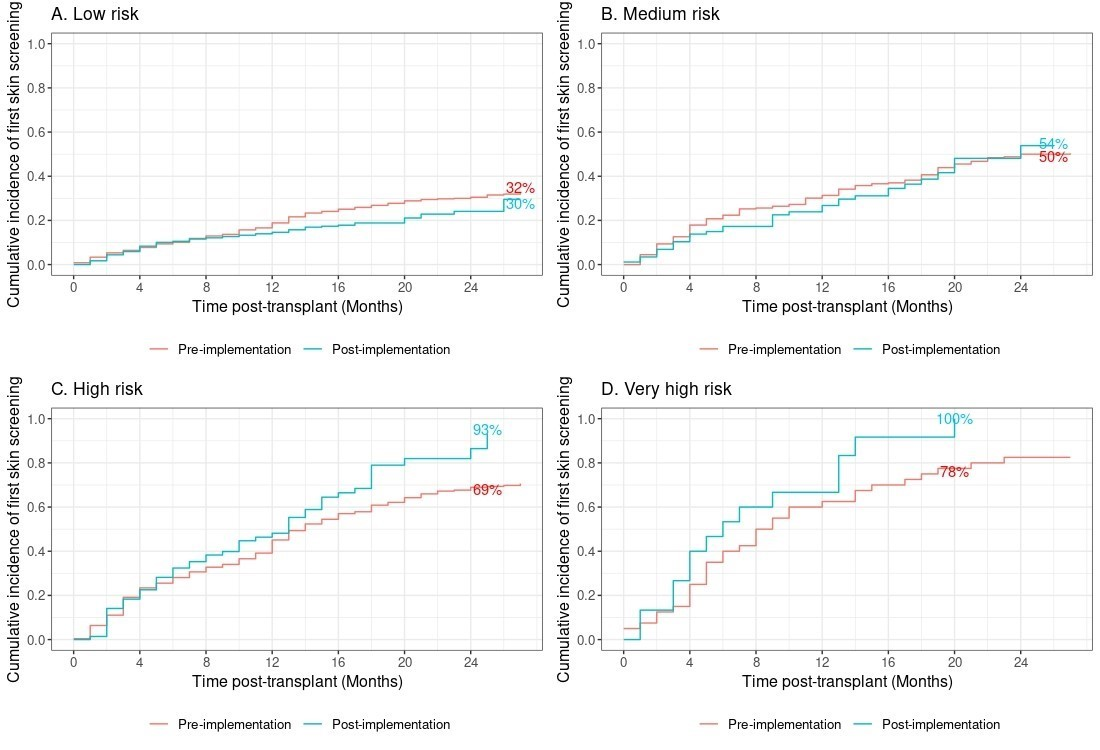 A. Low risk
Cumulative incidence of first skin screening
1.0
0.8
0.6
0.4
0.2
0.0
32%
30%
0 4 8 12 16 20 24
Time post-transplant (Months)
Pre-implementation Post-implementation
B. Medium risk
Cumulative incidence of first skin screening
1.0
0.8
0.6
0.4
0.2
0.0
54%
50%
0 4 8 12 16 20 24
Time post-transplant (Months)
Pre-implementation Post-implementation
C. High risk
Cumulative incidence of first skin screening
1.0
0.8
0.6
0.4
0.2
0.0
93%
69%
0 4 8 12 16 20 24
Time post-transplant (Months)
Pre-implementation Post-implementation
D. Very high risk
Cumulative incidence of first skin screening
1.0
0.8
0.6
0.4
0.2
0.0
100%
78%
0 4 8 12 16 20 24
Time post-transplant (Months)
Pre-implementation Post-implementation